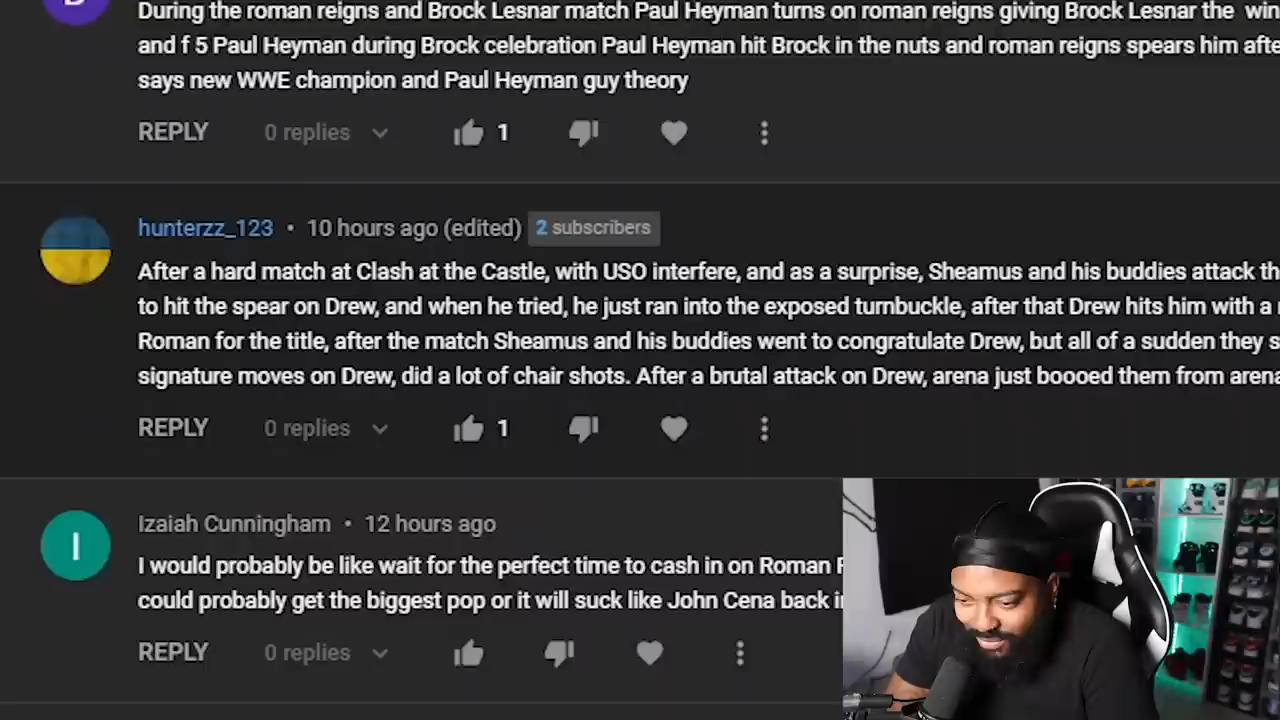 During the roman reigns and Brock Lesnar match Paul Heyman turns on roman reigns giving Brock Lesnar the win
and f 5 Paul Heyman during Brock celebration Paul Heyman hit Brock in the nuts and roman reigns spears him
says new WWE champion and Paul Heyman guy theory
REPLY 0 replies 1
hunterzz_123 • 10 hours ago (edited) 2 subscribers
After a hard match at Clash at the Castle, with USO interfere, and as a surprise, Sheamus and his buddies attack
to hit the spear on Drew, and when he tried, he just ran into the exposed turnbuckle, after that Drew hits him with a
Roman for the title, after the match Sheamus and his buddies went to congratulate Drew, but all of a sudden they
signature moves on Drew, did a lot of chair shots. After a brutal attack on Drew, arena just boooed them from arena
REPLY 0 replies 1
I
Izaiah Cunningham • 12 hours ago
I would probably be like wait for the perfect time to cash in on Roman
could probably get the biggest pop or it will suck like John Cena back
REPLY 0 replies